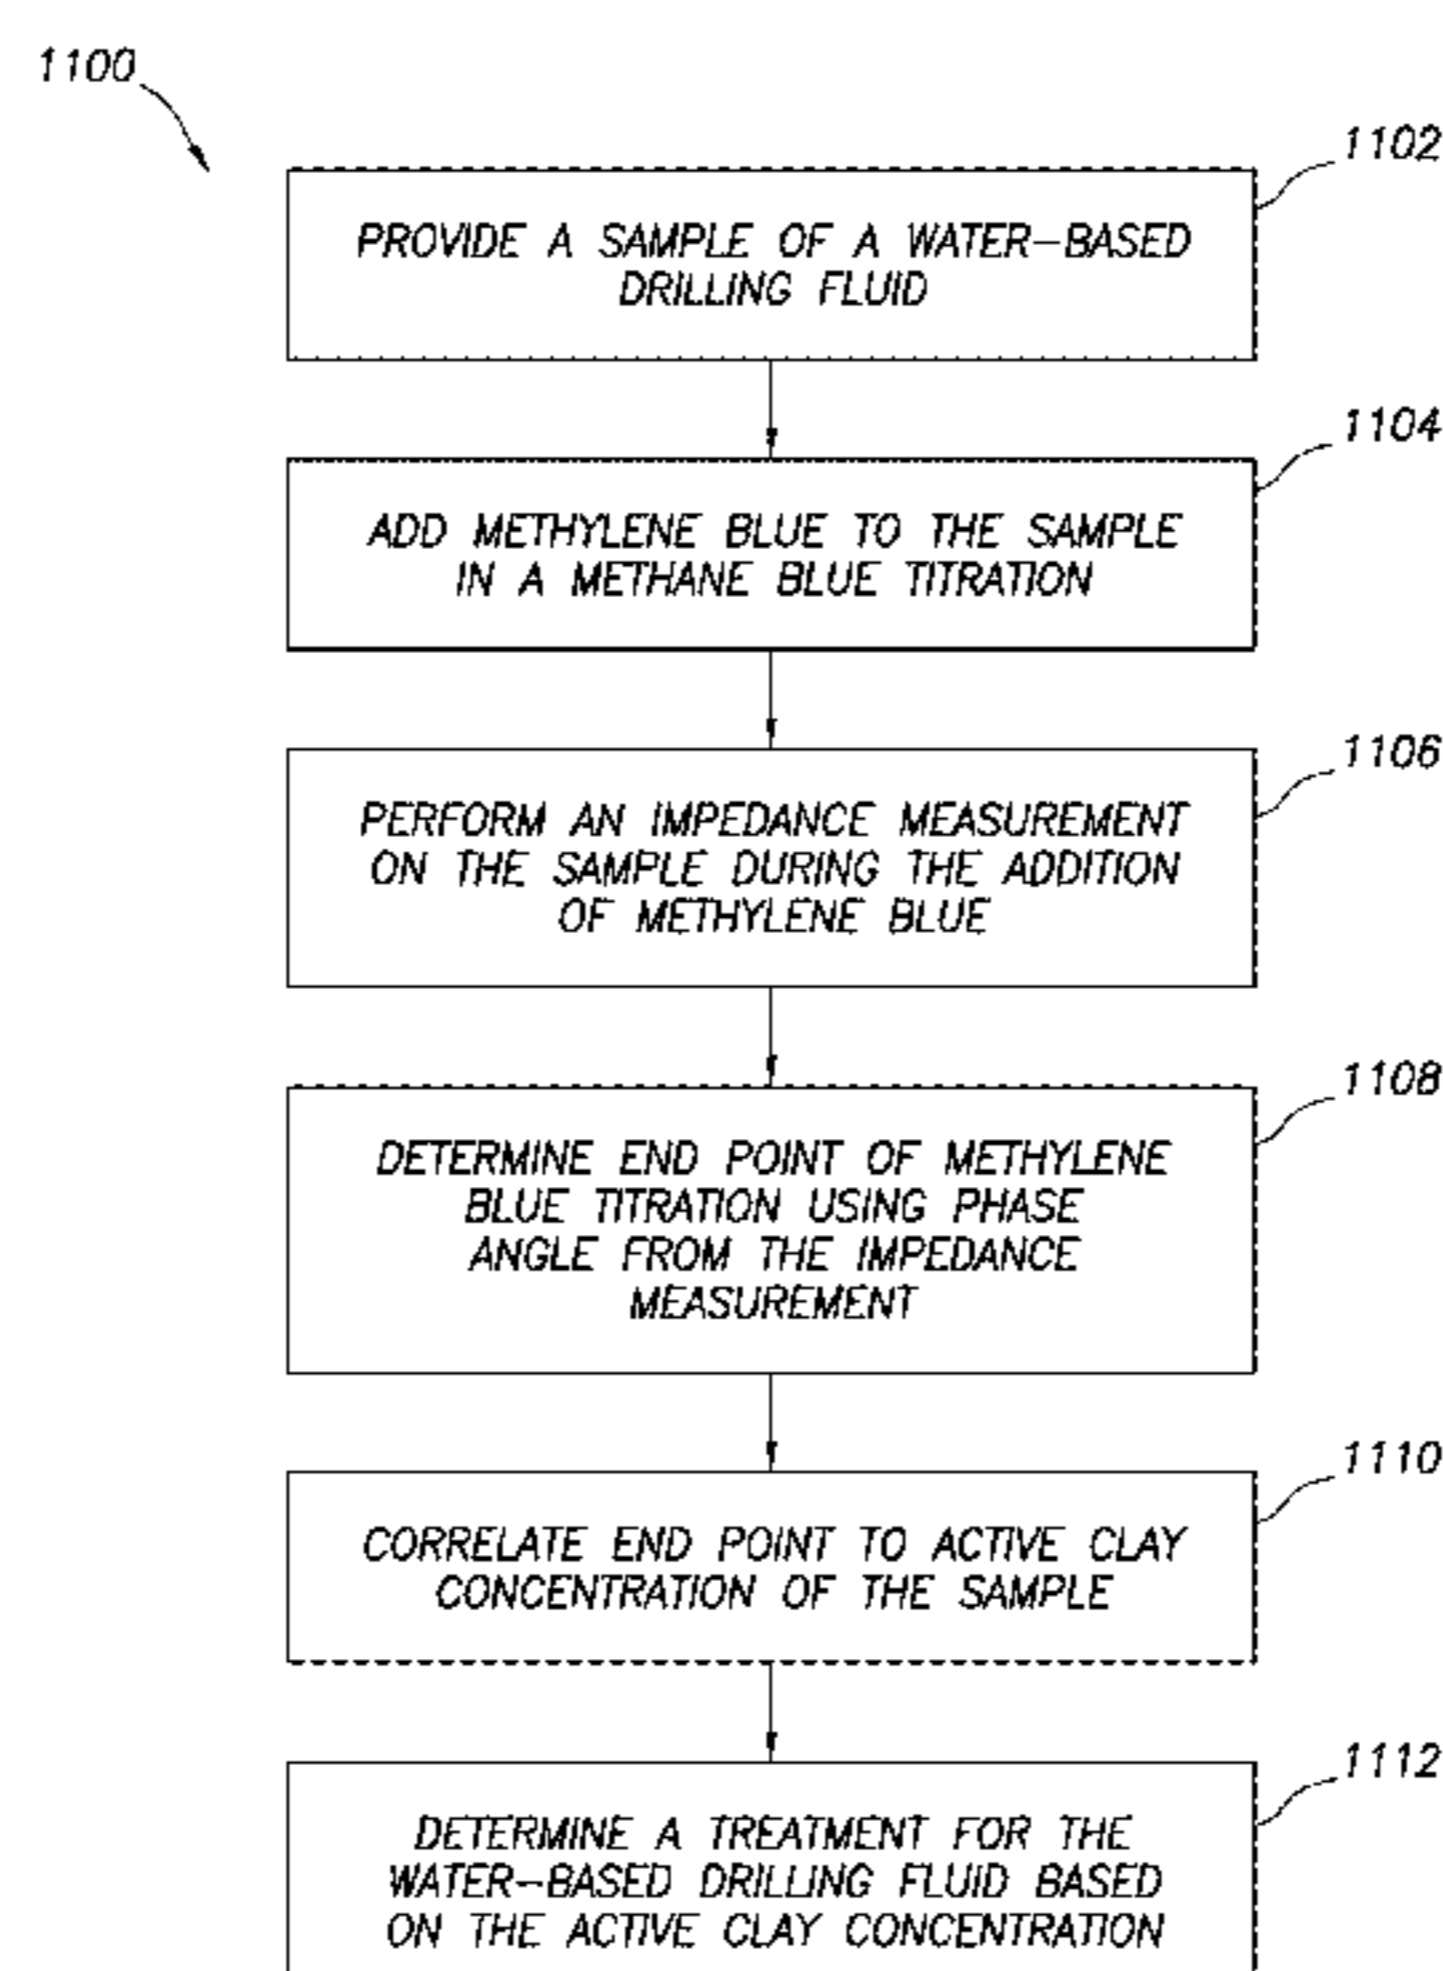 1100
1102
PROVIDE A SAMPLE OF A WATER-BASED
DRILLING FLUID
1104
ADD METHYLENE BLUE TO THE SAMPLE
IN A METHANE BLUE TITRATION
1106
PERFORM AN IMPEDANCE MEASUREMENT
ON THE SAMPLE DURING THE ADDITION
OF METHYLENE BLUE
1108
DETERMINE END POINT OF METHYLENE
BLUE TITRATION USING PHASE
ANGLE FROM THE IMPEDANCE
MEASUREMENT
1110
CORRELATE END POINT TO ACTIVE CLAY
CONCENTRATION OF THE SAMPLE
1112
DETERMINE A TREATMENT FOR THE
WATER-BASED DRILLING FLUID BASED
ON THE ACTIVE CLAY CONCENTRATION